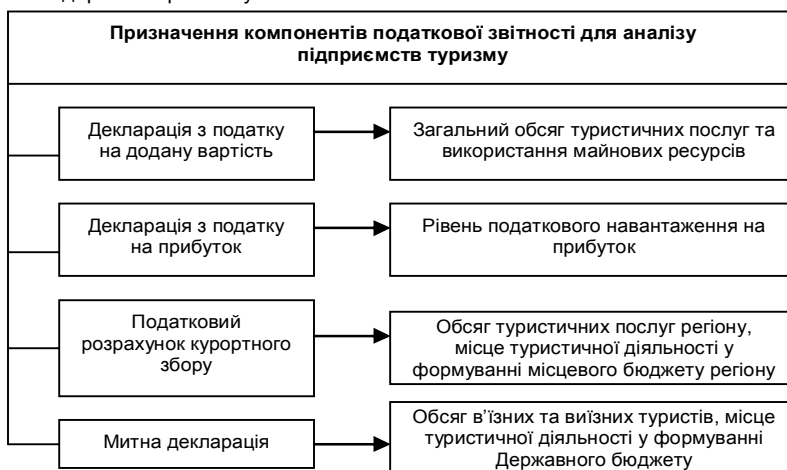 Призначення компонентів податкової звітності для аналізу
підприємств туризму
Декларація з податку
на додану вартість
Загальний обсяг туристичних послуг та
використання майнових ресурсів
Декларація з податку
на прибуток
Рівень податкового навантаження на
прибуток
Податковий
розрахунок курортного
збору
Обсяг туристичних послуг регіону,
місце туристичної діяльності у
формуванні місцевого бюджету регіону
Митна декларація
Обсяг в’їзних та виїзних туристів, місце
туристичної діяльності у формуванні
Державного бюджету